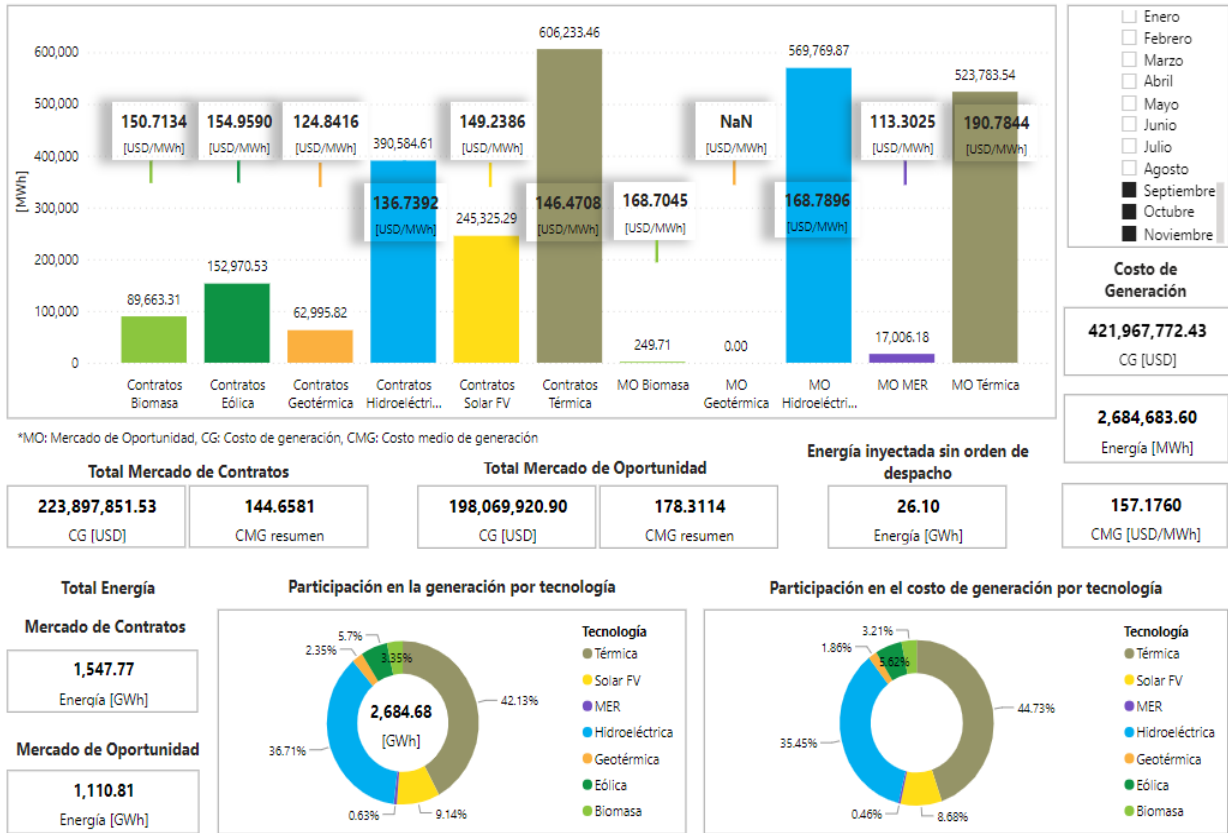 606,233.46
569,769.87
523,783.54
600,000
500,000
400,000
300,000
200,000
100,000
0
[MWh]
150.7134
[USD/MWh]
154.9590
[USD/MWh]
124.8416
[USD/MWh]
390,584.61
136.7392
[USD/MWh]
149.2386
[USD/MWh]
245,325.29
146.4708
[USD/MWh]
168.7045
[USD/MWh]
NaN
[USD/MWh]
168.7896
[USD/MWh]
113.3025
[USD/MWh]
190.7844
[USD/MWh]
89,663.31
152,970.53
62,995.82
249.71
0.00
17,006.18
Contratos
Biomasa
Contratos
Eólica
Contratos
Geotérmica
Contratos
Hidroeléctri...
Contratos
Solar FV
Contratos
Térmica
MO Biomasa
MO
Geotérmica
MO
Hidroeléctri...
MO MER
MO Térmica
Enero
Febrero
Marzo
Abril
Mayo
Junio
Julio
Agosto
Septiembre
Octubre
Noviembre
Costo de
Generación
421,967,772.43
CG [USD]
2,684,683.60
Energía [MWh]
157.1760
CMG [USD/MWh]
*MO: Mercado de Oportunidad, CG: Costo de generación, CMG: Costo medio de generación
Total Mercado de Contratos
223,897,851.53
CG [USD]
144.6581
CMG resumen
Total Mercado de Oportunidad
198,069,920.90
CG [USD]
178.3114
CMG resumen
Energía inyectada sin orden de
despacho
26.10
Energía [GWh]
Total Energía
Mercado de Contratos
1,547.77
Energía [GWh]
Mercado de Oportunidad
1,110.81
Energía [GWh]
Participación en la generación por tecnología
5.7%
3.35%
2.35%
42.13%
2,684.68
[GWh]
36.71%
0.63%
9.14%
Tecnología
Térmica
Solar FV
MER
Hidroeléctrica
Geotérmica
Eólica
Biomasa
Participación en el costo de generación por tecnología
3.21%
1.86%
5.62%
44.73%
35.45%
0.46%
8.68%
Tecnología
Térmica
Solar FV
MER
Hidroeléctrica
Geotérmica
Eólica
Biomasa